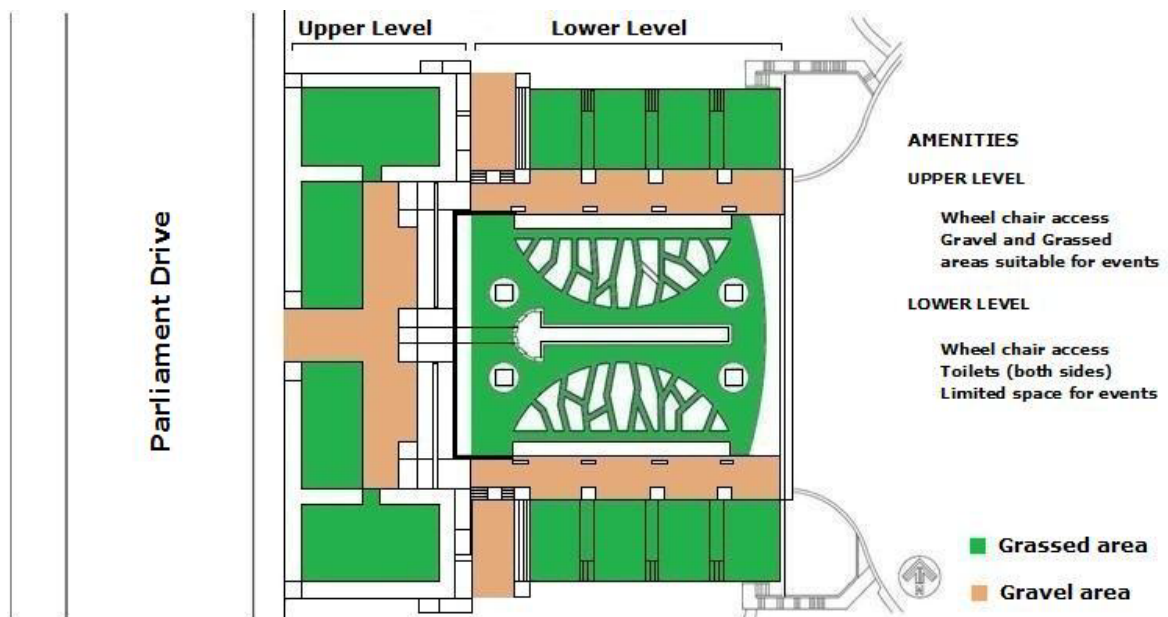 Upper Level
Lower Level
Parliament Drive
AMENITIES
UPPER LEVEL
Wheel chair access
Gravel and Grassed
areas suitable for events
LOWER LEVEL
Wheel chair access
Toilets (both sides)
Limited space for events
Grassed area
Gravel area
N